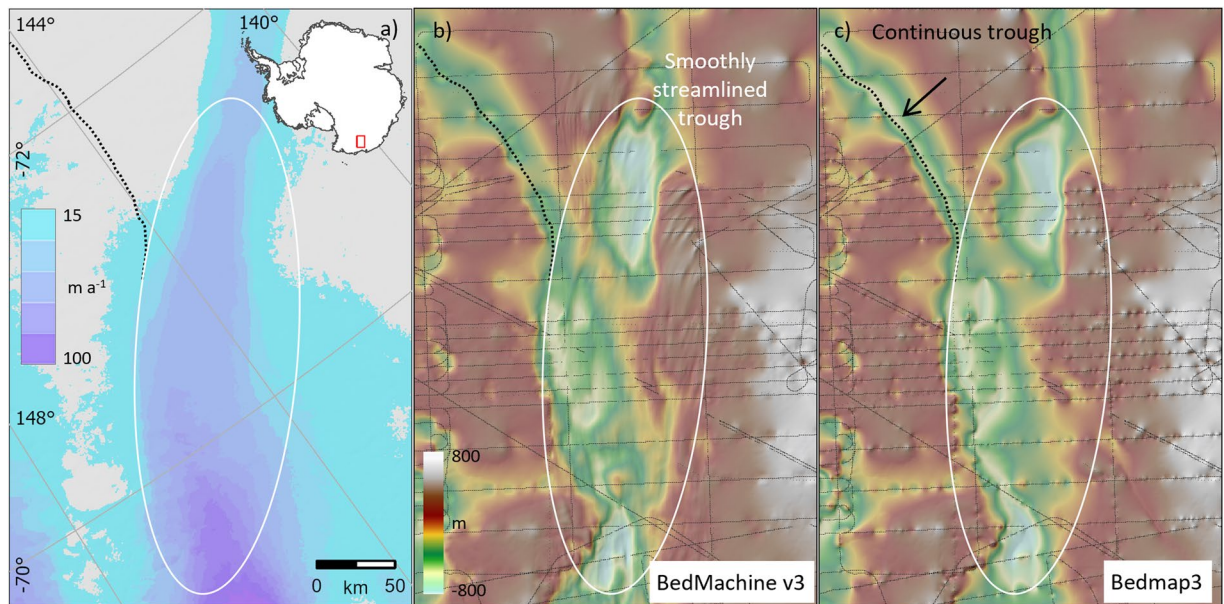 144°
140°
a)
-72°
15
m a⁻¹
100
148°
-70°
0 km 50
b)
Smoothly
streamlined
trough
800
m
-800
BedMachine v3
c)
Continuous trough
Bedmap3